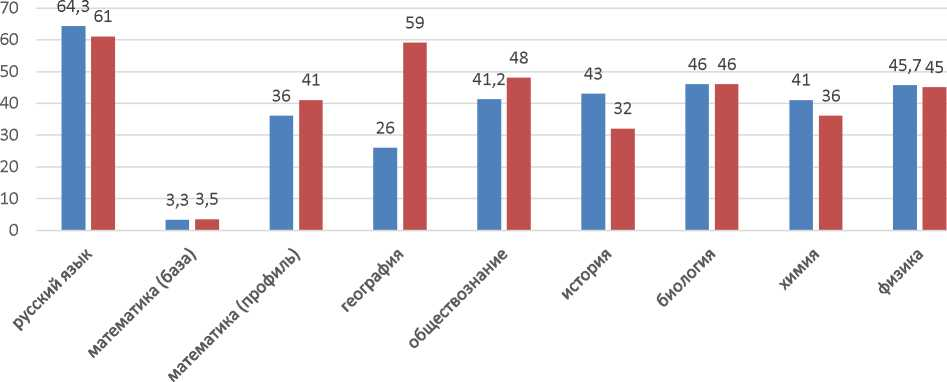 70
60
50
40
30
20
10
0
64,3 61
3,3 3,5
36 41
26 59
41,2 48
43 32
46 46
41 36
45,7 45
русский язык
математика (база)
математика (профиль)
география
обществознание
история
биология
химия
физика